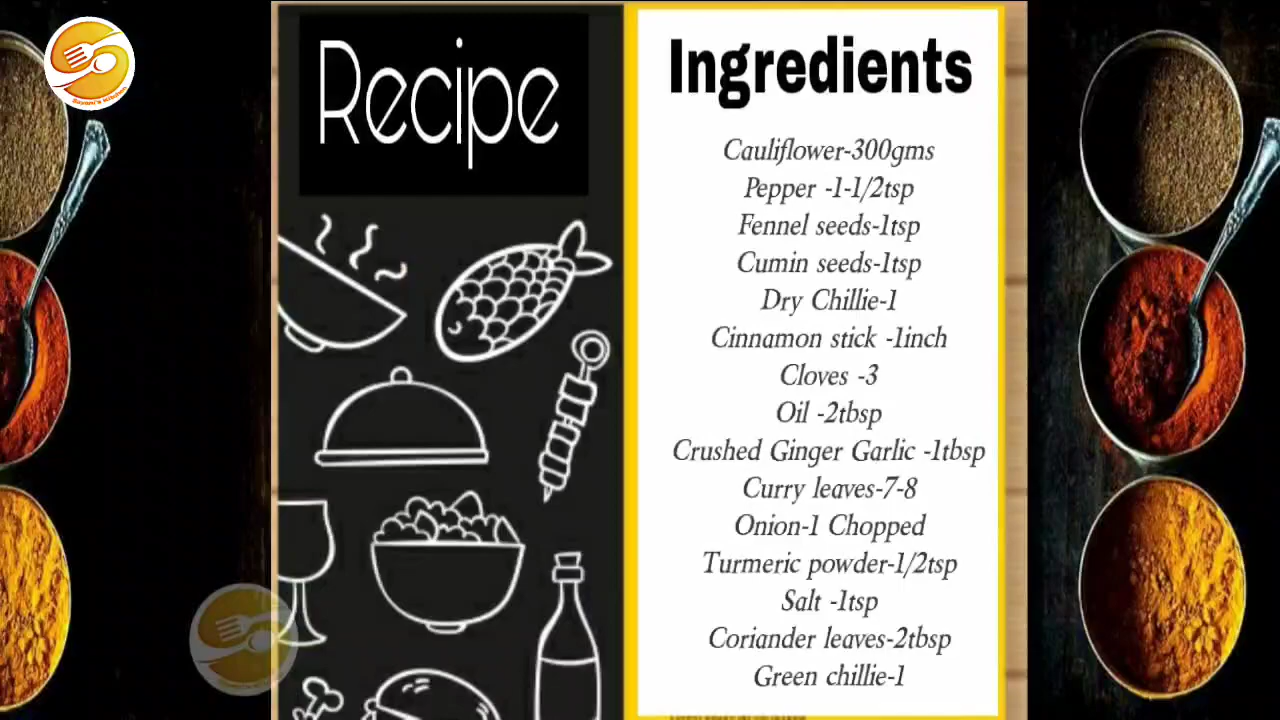 Sayani's Kitchen
Recipe
Ingredients
Cauliflower-300gms
Pepper -1-1/2tsp
Fennel seeds-1tsp
Cumin seeds-1tsp
Dry Chillie-1
Cinnamon stick -1inch
Cloves -3
Oil -2tbsp
Crushed Ginger Garlic -1tbsp
Curry leaves-7-8
Onion-1 Chopped
Turmeric powder-1/2tsp
Salt -1tsp
Coriander leaves-2tbsp
Green chillie-1